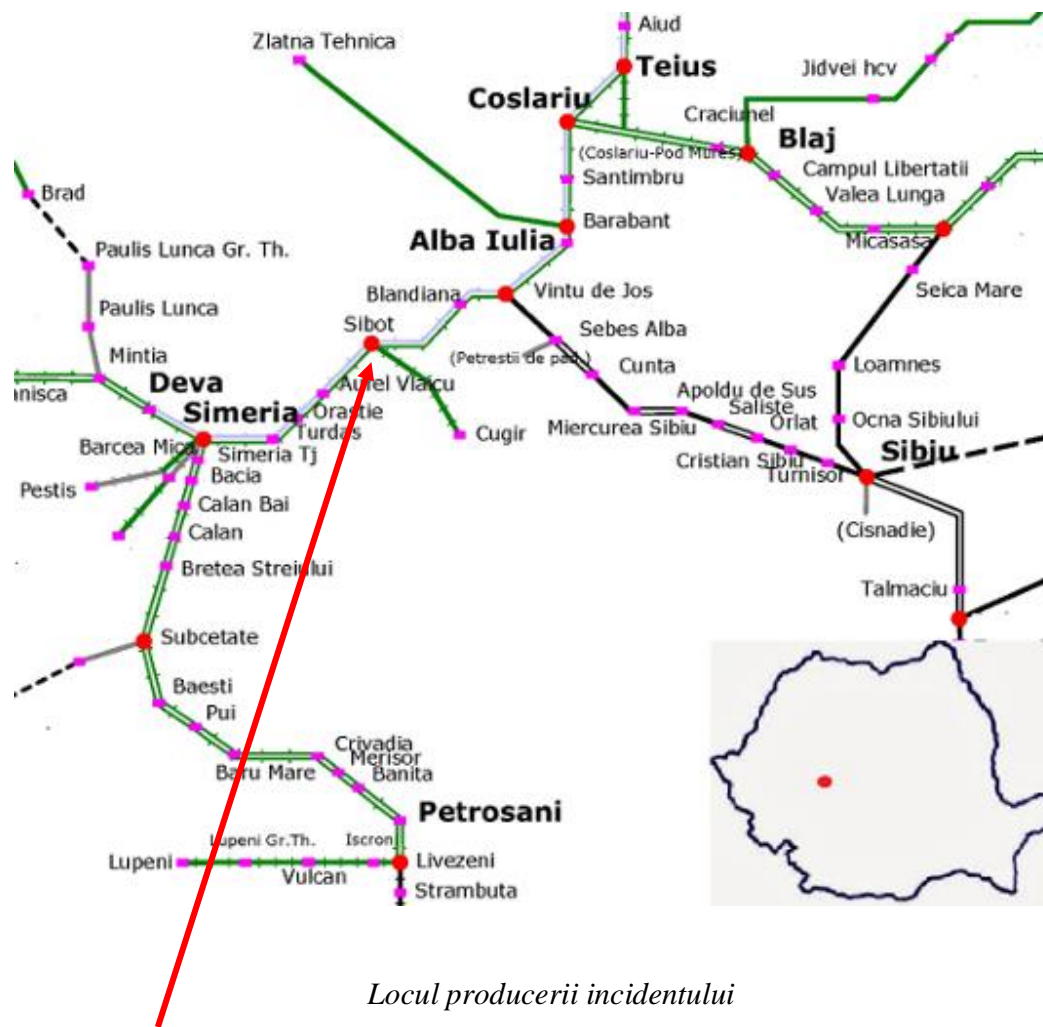 Aiud
Zlatna Tehnica
Teius
Jidvei hcv
Coslariu
Craciunel
Blaj
(Coslariu-Pod Mures)
Campul Libertatii
Santimbru
Brad
Valea Lunga
Barabant
Alba Iulia
Micasasa
Paulis Lunca Gr. Th.
Blandiana
Vintu de Jos
Seica Mare
Paulis Lunca
Sibot
Sebes Alba
(Petrestii de pad.)
Mintia
Cunta
Loamnes
anisca
Deva
Aurel Vlaicu
Apoldu de Sus
Simeria
Orastie
Saliste
Miercurea Sibiu
Orlat
Ocna Sibiului
Turdas
Cugir
Barcea Mica
Simeria Tj
Cristian Sibiu
Sibiu
Turnisor
Pestis
Bacia
Calan Bai
(Cisnadie)
Calan
Bretea Streiului
Talmaciu
Subcetate
Baesti
Pui
Crivadia
Merisor
Baru Mare
Banita
Petrosani
Lupeni Gr.Th.
Iscroni
Lupeni
Livezeni
Vulcan
Strambuta
Locul producerii incidentului